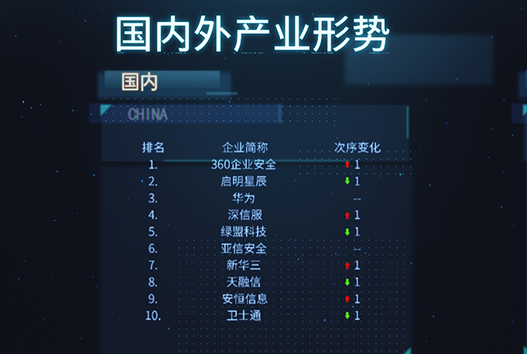 国内外产业形势
国内
CHINA
排名 企业简称 次序变化
1. 360企业安全 1
2. 启明星辰 1
3. 华为 --
4. 深信服 1
5. 绿盟科技 1
6. 亚信安全 --
7. 新华三 1
8. 天融信 1
9. 安恒信息 1
10. 卫士通 1